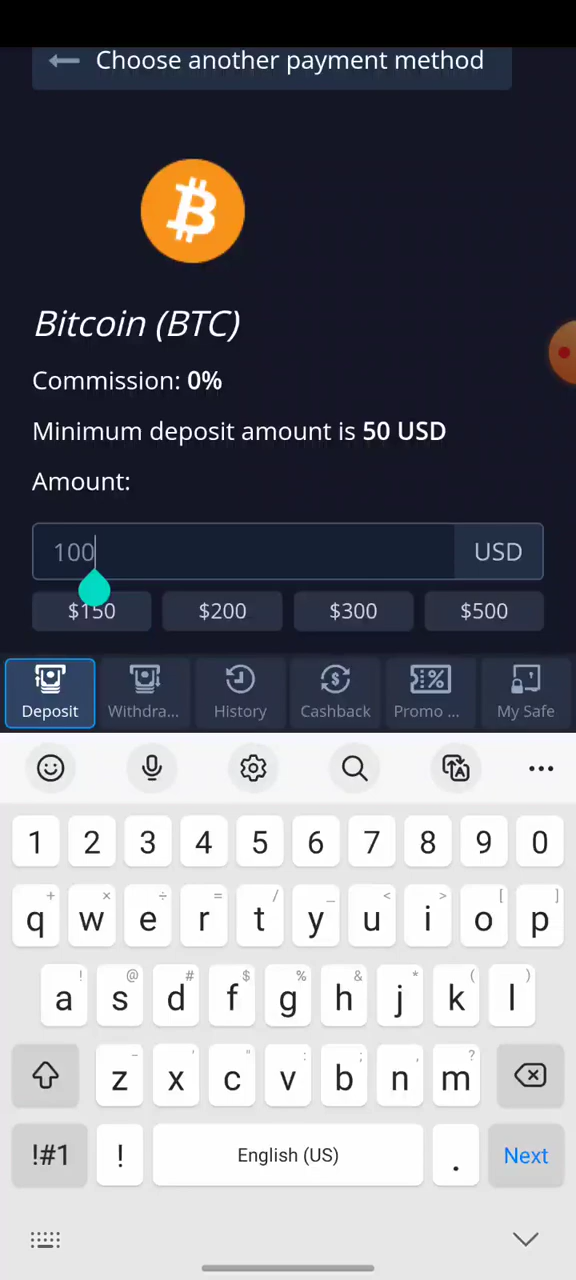 Choose another payment method
Bitcoin (BTC)
Commission: 0%
Minimum deposit amount is 50 USD
Amount:
100 USD
$150 $200 $300 $500
Deposit Withdra... History Cashback Promo ... My Safe
1 2 3 4 5 6 7 8 9 0
+ × ÷ = / _ < > [ ]
q w e r t y u i o p
! @ # $ % & * ( )
a s d f g h j k l
- ' " : ; , ?
z x c v b n m
!#1 ! English (US) . Next